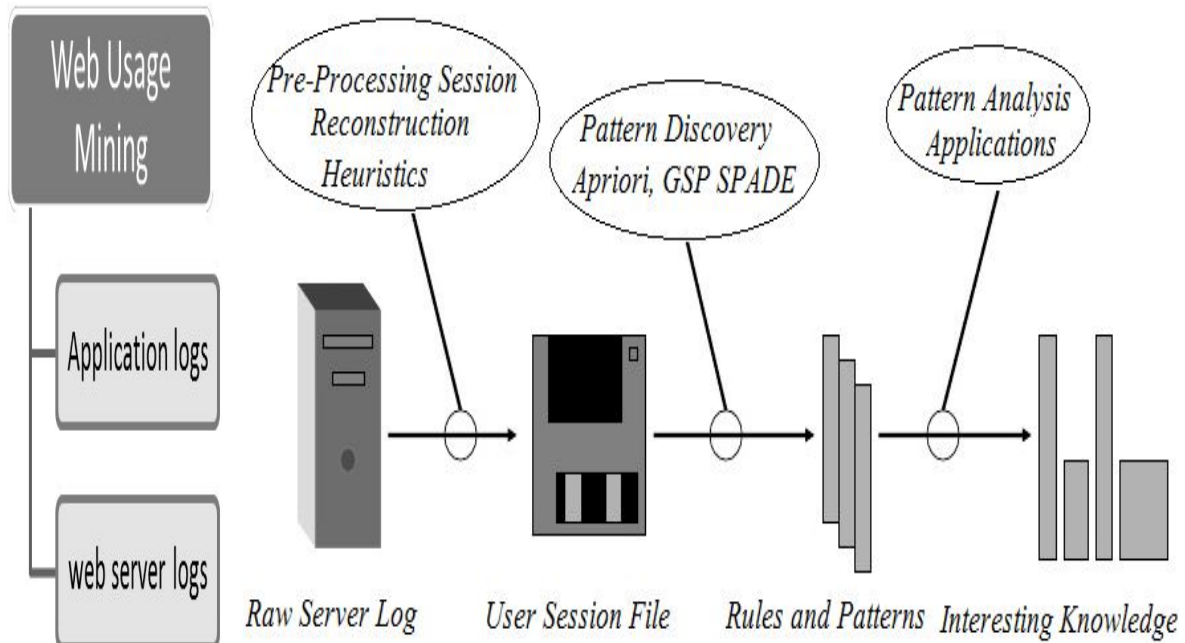 Web Usage
Mining
Application logs
web server logs
Pre-Processing Session
Reconstruction
Heuristics
Pattern Discovery
Apriori, GSP SPADE
Pattern Analysis
Applications
Raw Server Log
User Session File
Rules and Patterns
Interesting Knowledge